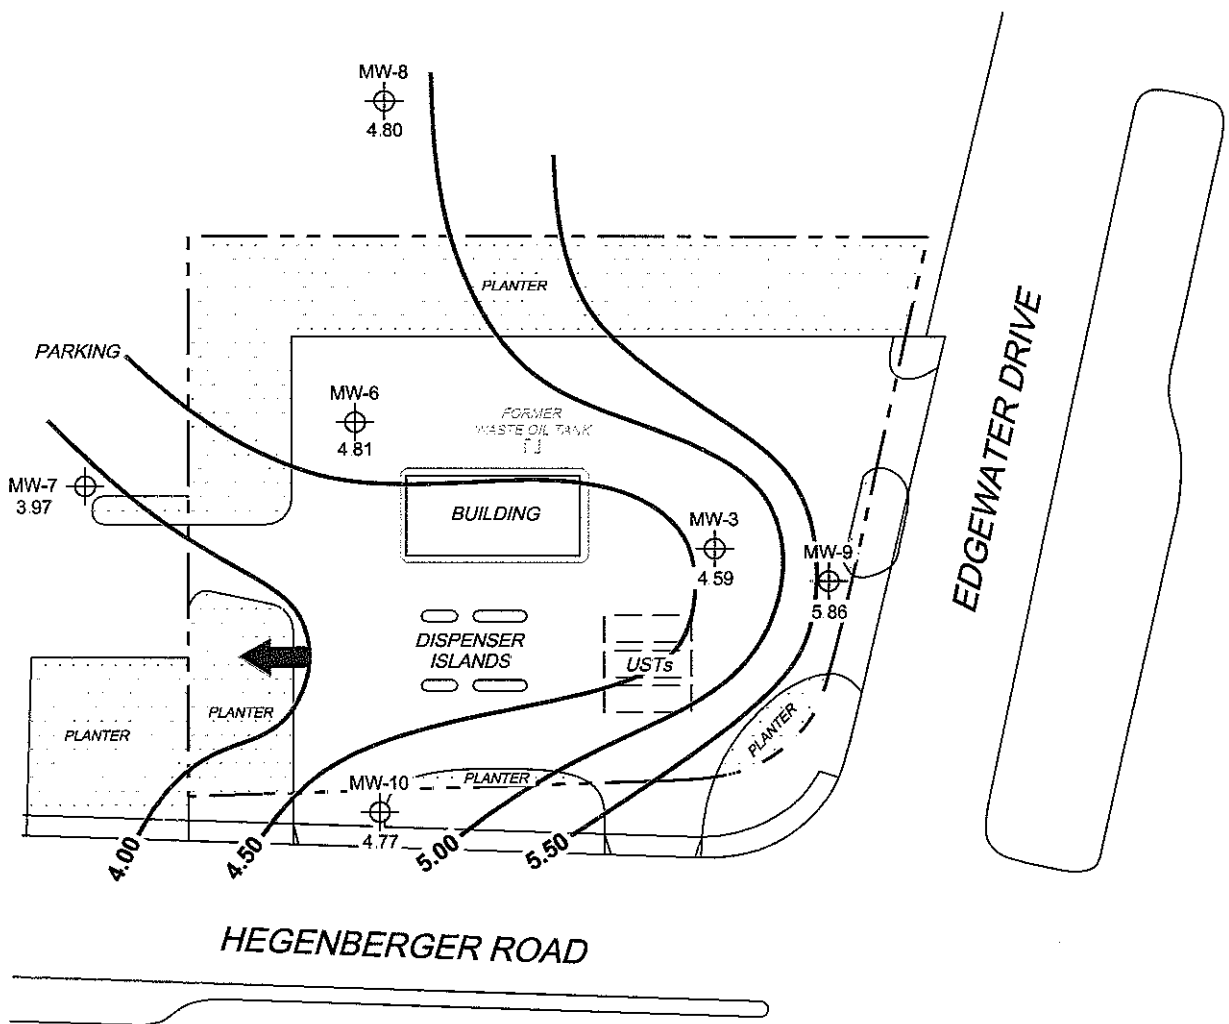 MW-8
4.80
PLANTER
PARKING
MW-6
4.81
FORMER
WASTE OIL TANK
MW-7
3.97
BUILDING
MW-3
4.59
MW-9
5.86
EDGEWATER DRIVE
DISPENSER
ISLANDS
USTs
PLANTER
PLANTER
PLANTER
MW-10
PLANTER
4.77
4.00
4.50
5.00
5.50
HEGENBERGER ROAD